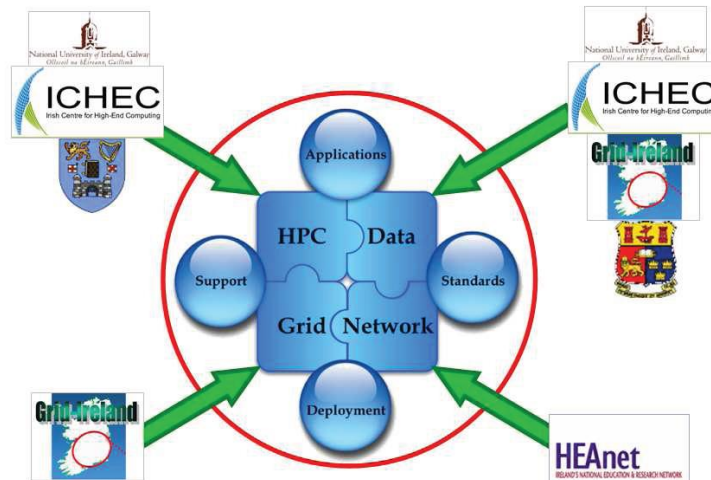 National University of Ireland, Galway
Ollscoil na hÉireann, Gaillimh
ICHEC
Irish Centre for High-End Computing
National University of Ireland, Galway
Ollscoil na hÉireann, Gaillimh
ICHEC
Irish Centre for High-End Computing
Grid-Ireland
Applications
HPC
Data
Support
Standards
Grid
Network
Deployment
Grid-Ireland
HEAnet
IRELAND'S NATIONAL EDUCATION & RESEARCH NETWORK